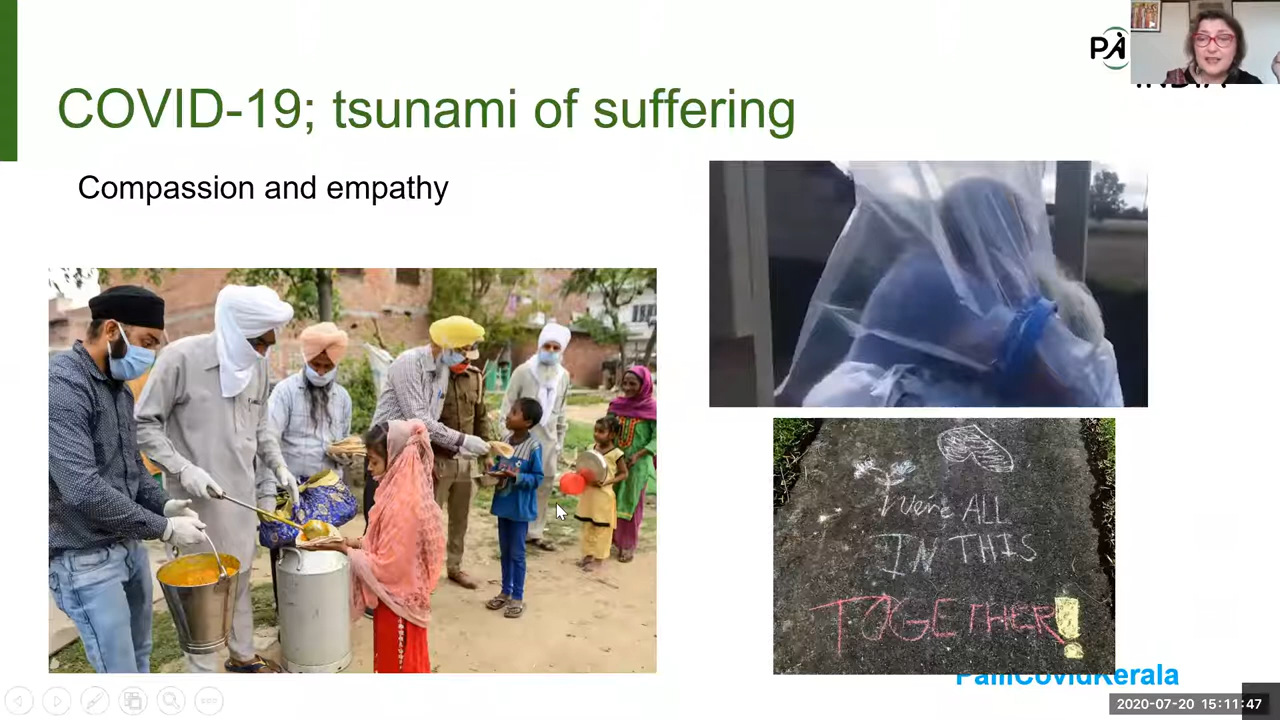 COVID-19; tsunami of suffering
Compassion and empathy
We're ALL
IN THIS
TOGETHER!
PallCovidKerala
2020-07-20 15:11:47